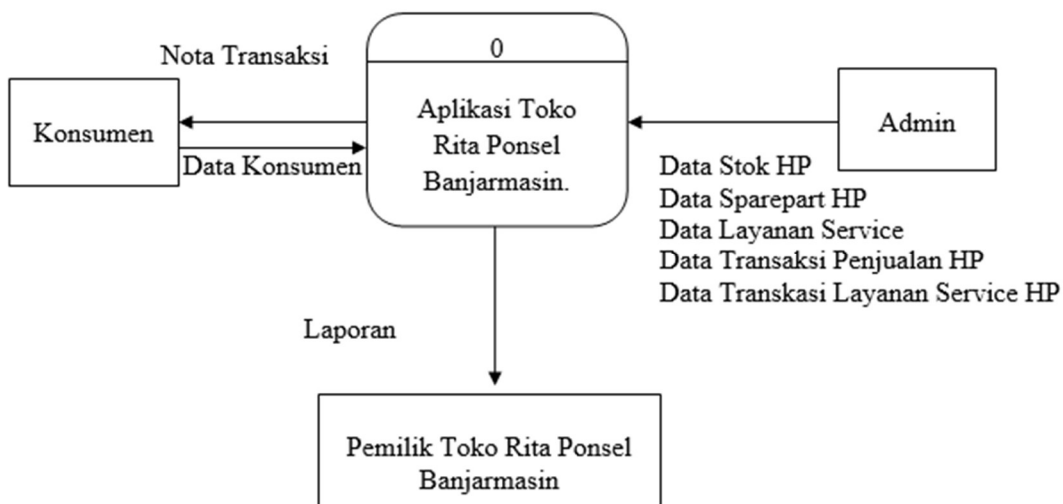 Nota Transaksi
0
Konsumen
Aplikasi Toko
Rita Ponsel
Banjarmasin.
Admin
Data Konsumen
Data Stok HP
Data Sparepart HP
Data Layanan Service
Data Transaksi Penjualan HP
Data Transkasi Layanan Service HP
Laporan
Pemilik Toko Rita Ponsel
Banjarmasin